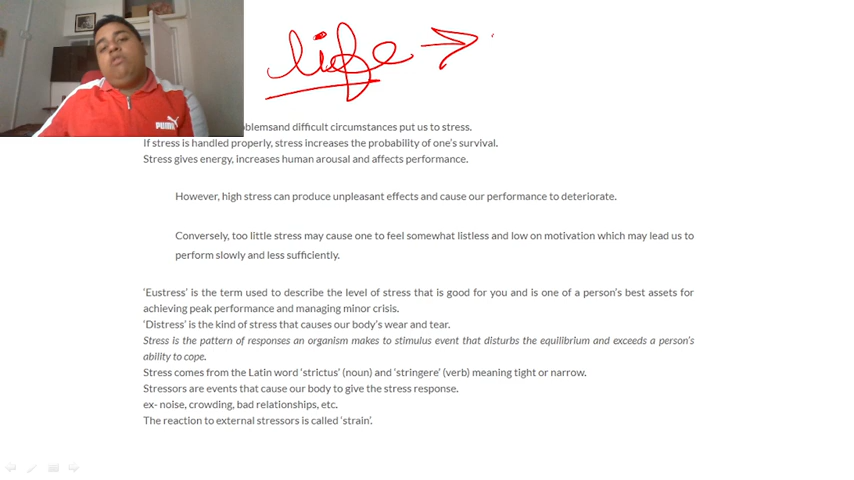 life →
PUMA
blemsand difficult circumstances put us to stress.
If stress is handled properly, stress increases the probability of one's survival.
Stress gives energy, increases human arousal and affects performance.
However, high stress can produce unpleasant effects and cause our performance to deteriorate.
Conversely, too little stress may cause one to feel somewhat listless and low on motivation which may lead us to
perform slowly and less sufficiently.
'Eustress' is the term used to describe the level of stress that is good for you and is one of a person's best assets for
achieving peak performance and managing minor crisis.
'Distress' is the kind of stress that causes our body's wear and tear.
Stress is the pattern of responses an organism makes to stimulus event that disturbs the equilibrium and exceeds a person's
ability to cope.
Stress comes from the Latin word 'strictus' (noun) and 'stringere' (verb) meaning tight or narrow.
Stressors are events that cause our body to give the stress response.
ex- noise, crowding, bad relationships, etc.
The reaction to external stressors is called 'strain'.